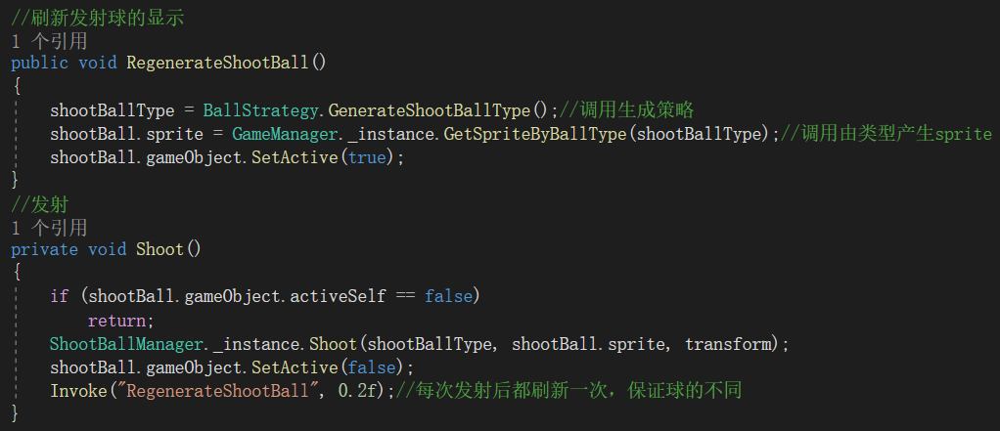 //刷新发射球的显示
1 个引用
public void RegenerateShootBall()
{
    shootBallType = BallStrategy.GenerateShootBallType();//调用生成策略
    shootBall.sprite = GameManager._instance.GetSpriteByBallType(shootBallType);//调用由类型产生sprite
    shootBall.gameObject.SetActive(true);
}
//发射
1 个引用
private void Shoot()
{
    if (shootBall.gameObject.activeSelf == false)
        return;
    ShootBallManager._instance.Shoot(shootBallType, shootBall.sprite, transform);
    shootBall.gameObject.SetActive(false);
    Invoke("RegenerateShootBall", 0.2f);//每次发射后都刷新一次，保证球的不同
}